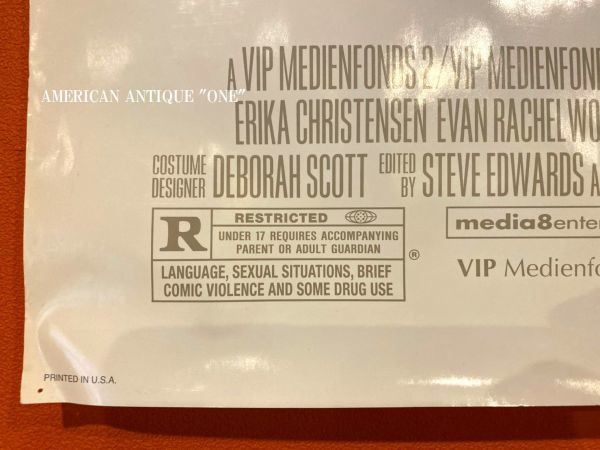 A VIP MEDIENFONDS 2/VIP MEDIENFON
AMERICAN ANTIQUE "ONE"
ERIKA CHRISTENSEN EVAN RACHEL WO
COSTUME DESIGNER DEBORAH SCOTT EDITED BY STEVE EDWARDS A
R RESTRICTED
UNDER 17 REQUIRES ACCOMPANYING
PARENT OR ADULT GUARDIAN
®
LANGUAGE, SEXUAL SITUATIONS, BRIEF
COMIC VIOLENCE AND SOME DRUG USE
media8enter
VIP Medienfo
PRINTED IN U.S.A.